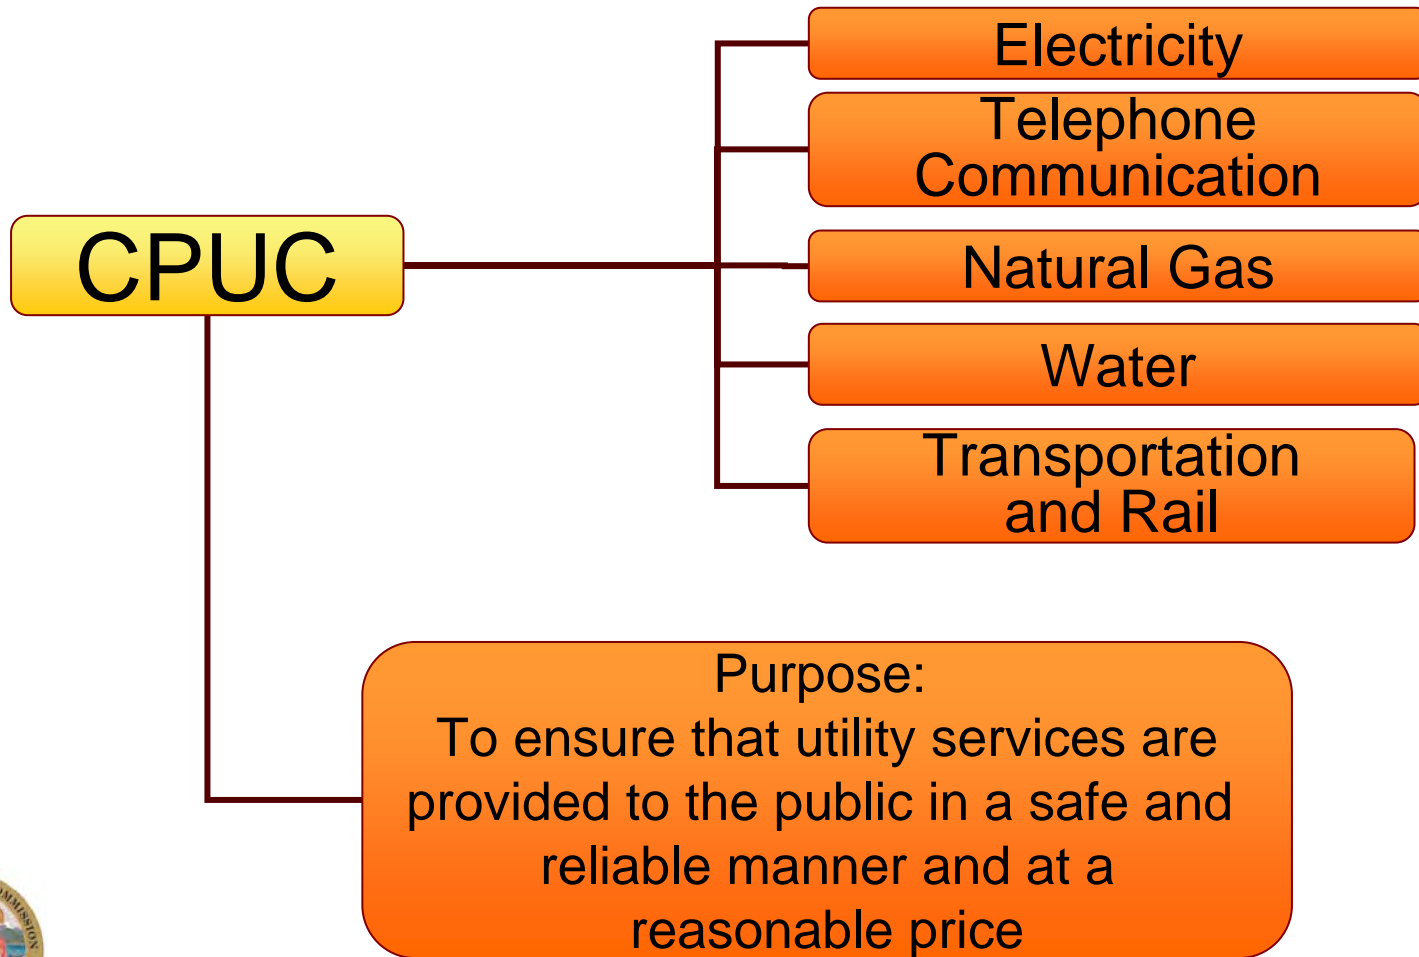 Electricity
Telephone
Communication
CPUC
Natural Gas
Water
Transportation
and Rail
Purpose:
To ensure that utility services are
provided to the public in a safe and
reliable manner and at a
reasonable price